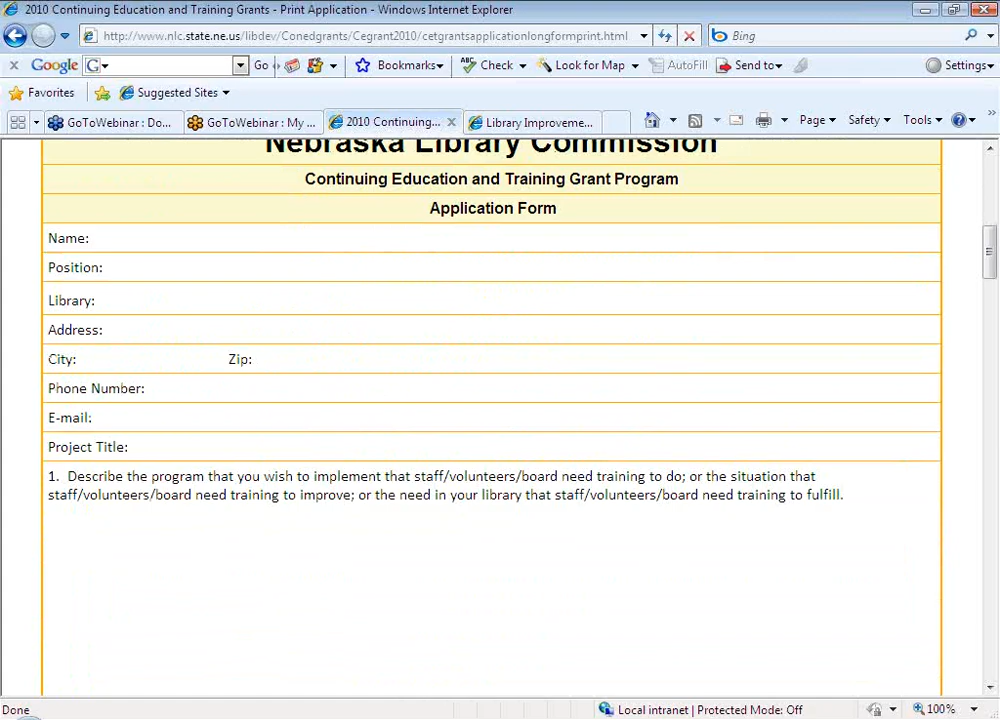 2010 Continuing Education and Training Grants - Print Application - Windows Internet Explorer
http://www.nlc.state.ne.us/libdev/Conedgrants/Cegrant2010/cetgrantsapplicationlongformprint.html
Bing
x Google G Go Bookmarks ABC Check Look for Map AutoFill Send to Settings
Favorites Suggested Sites
GoToWebinar : Do... GoToWebinar : My ... 2010 Continuing... x Library Improveme... Page Safety Tools »
Nebraska Library Commission
Continuing Education and Training Grant Program
Application Form
Name:
Position:
Library:
Address:
City: Zip:
Phone Number:
E-mail:
Project Title:
1. Describe the program that you wish to implement that staff/volunteers/board need training to do; or the situation that
staff/volunteers/board need training to improve; or the need in your library that staff/volunteers/board need training to fulfill.
Done Local intranet | Protected Mode: Off 100%